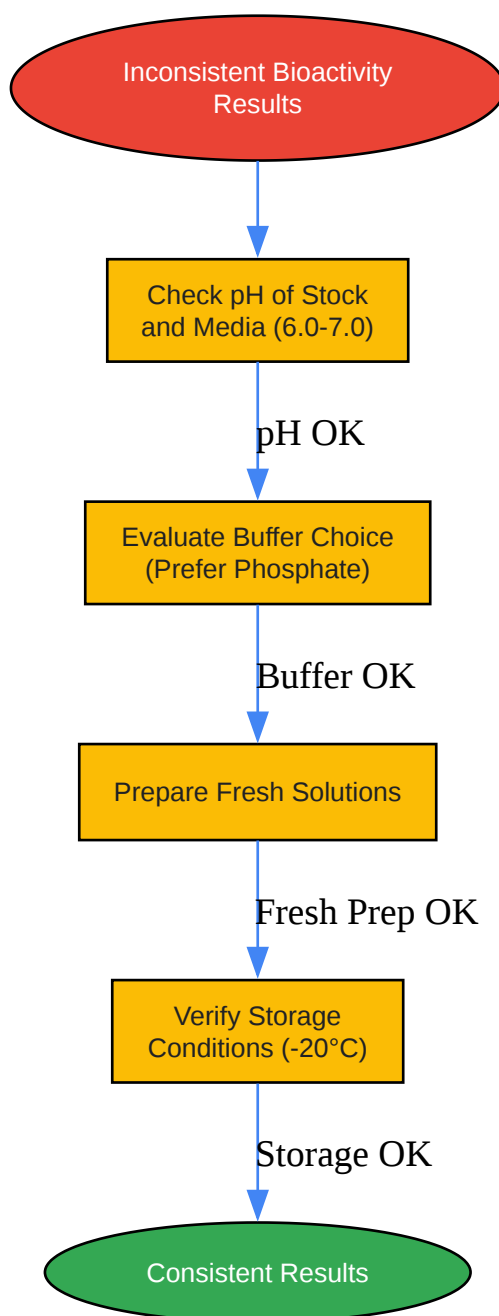 Inconsistent Bioactivity
Results
Check pH of Stock
and Media (6.0-7.0)
pH OK
Evaluate Buffer Choice
(Prefer Phosphate)
Buffer OK
Prepare Fresh Solutions
Fresh Prep OK
Verify Storage
Conditions (-20°C)
Storage OK
Consistent Results